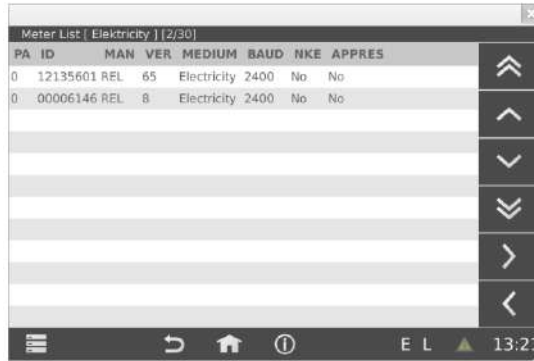 Meter List [ Elektricity ] [2/30]
PA ID MAN VER MEDIUM BAUD NKE APPRES
0 12135601 REL 65 Electricity 2400 No No
0 00006146 REL 8 Electricity 2400 No No
E L 13:21